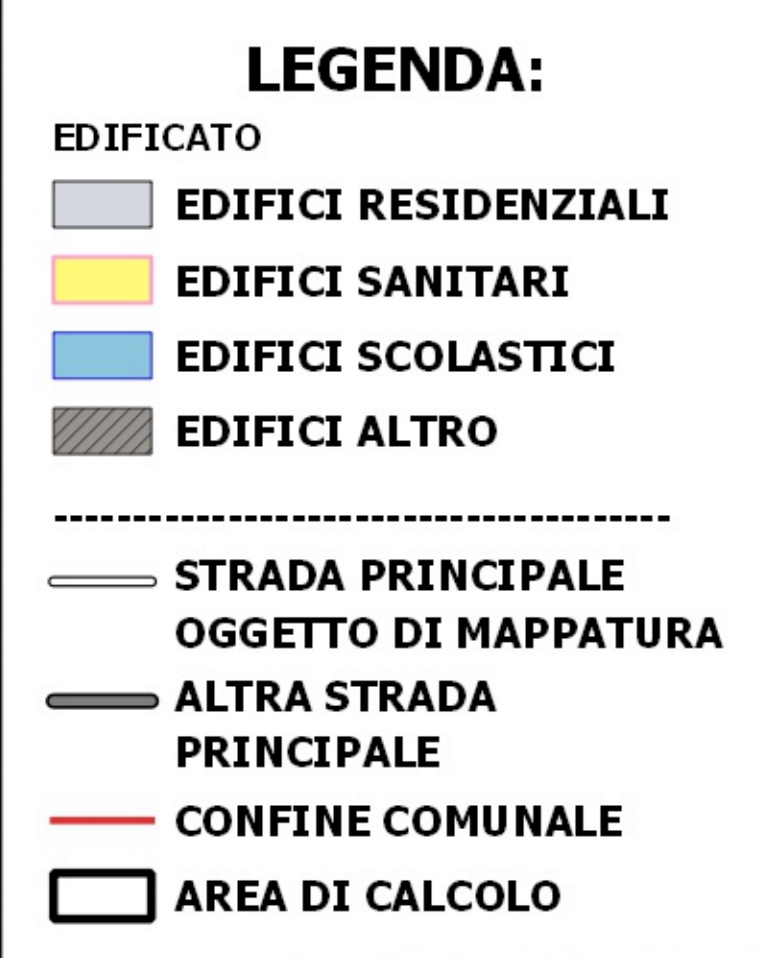 LEGENDA:
EDIFICATO
EDIFICI RESIDENZIALI
EDIFICI SANITARI
EDIFICI SCOLASTICI
EDIFICI ALTRO
---------------------------------------
STRADA PRINCIPALE
OGGETTO DI MAPPATURA
ALTRA STRADA
PRINCIPALE
CONFINE COMUNALE
AREA DI CALCOLO